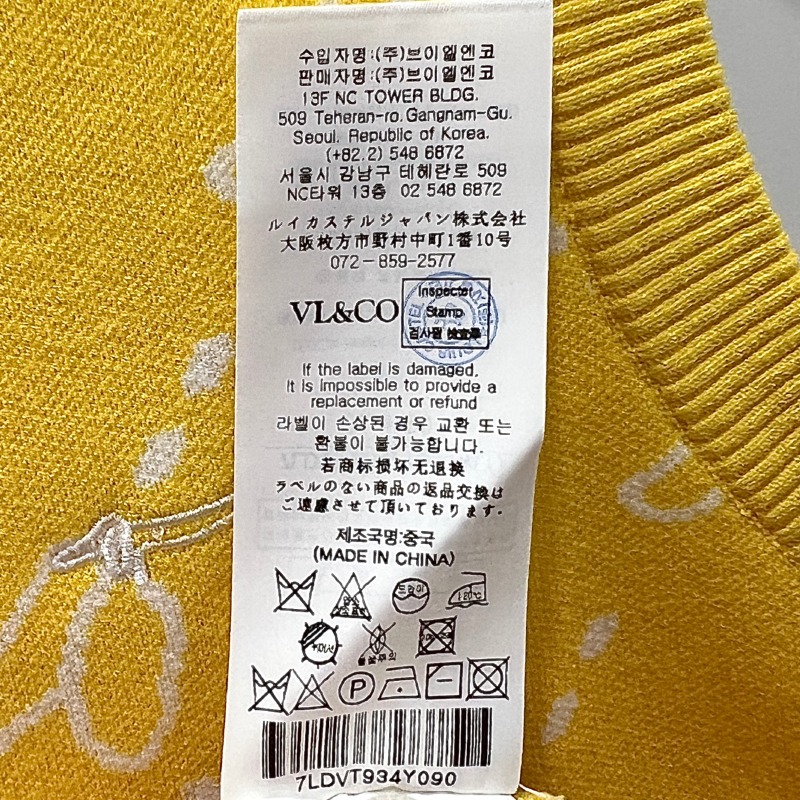 수입자명:(주)브이엘엔코
판매자명:(주)브이엘엔코
13F NC TOWER BLDG.
509 Teheran-ro.Gangnam-Gu.
Seoul. Republic of Korea.
(+82.2) 548 6872
서울시 강남구 테헤란로 509
NC타워 13층 02 548 6872
ルイカステルジャパン株式会社
大阪枚方市野村中町1番10号
072-859-2577
VL&CO
Inspecter
Stamp
검사필 検査畢
If the label is damaged,
it is impossible to provide a
replacement or refund
라벨이 손상된 경우 교환 또는
환불이 불가능합니다.
若商标损坏无退换
ラベルのない商品の返品交換は
ご遠慮させて頂いております.
제조국명:중국
(MADE IN CHINA)
염소 드라이 120℃
P
7LDVT934Y090